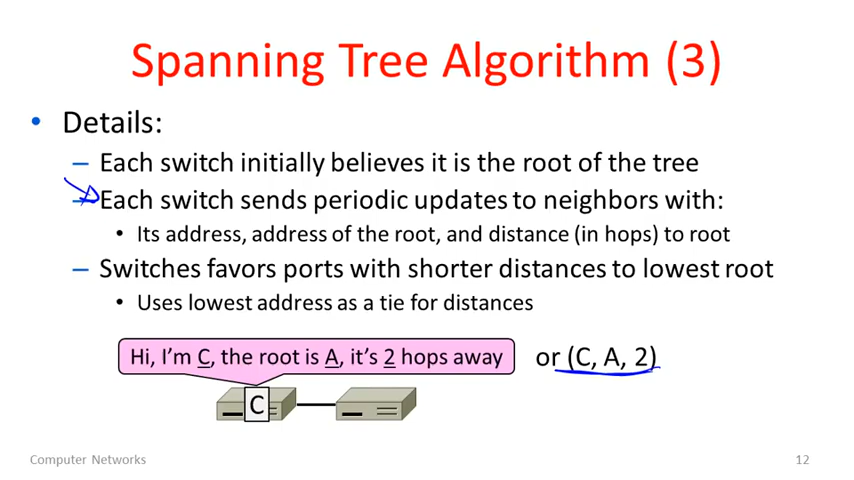 Spanning Tree Algorithm (3)
• Details:
– Each switch initially believes it is the root of the tree
– Each switch sends periodic updates to neighbors with:
• Its address, address of the root, and distance (in hops) to root
– Switches favors ports with shorter distances to lowest root
• Uses lowest address as a tie for distances
Hi, I’m C, the root is A, it’s 2 hops away or (C, A, 2)
C
Computer Networks 12